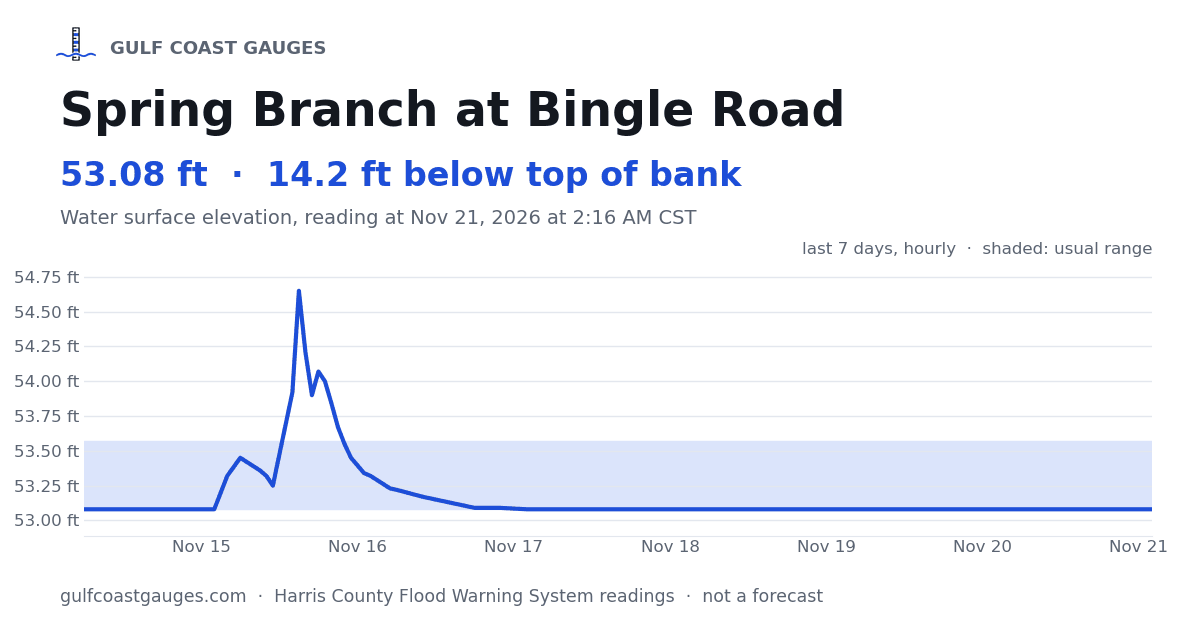 GULF COAST GAUGES
Spring Branch at Bingle Road
53.08 ft · 14.2 ft below top of bank
Water surface elevation, reading at Nov 21, 2026 at 2:16 AM CST
last 7 days, hourly · shaded: usual range
54.75 ft
54.50 ft
54.25 ft
54.00 ft
53.75 ft
53.50 ft
53.25 ft
53.00 ft
Nov 15 Nov 16 Nov 17 Nov 18 Nov 19 Nov 20 Nov 21
gulfcoastgauges.com · Harris County Flood Warning System readings · not a forecast